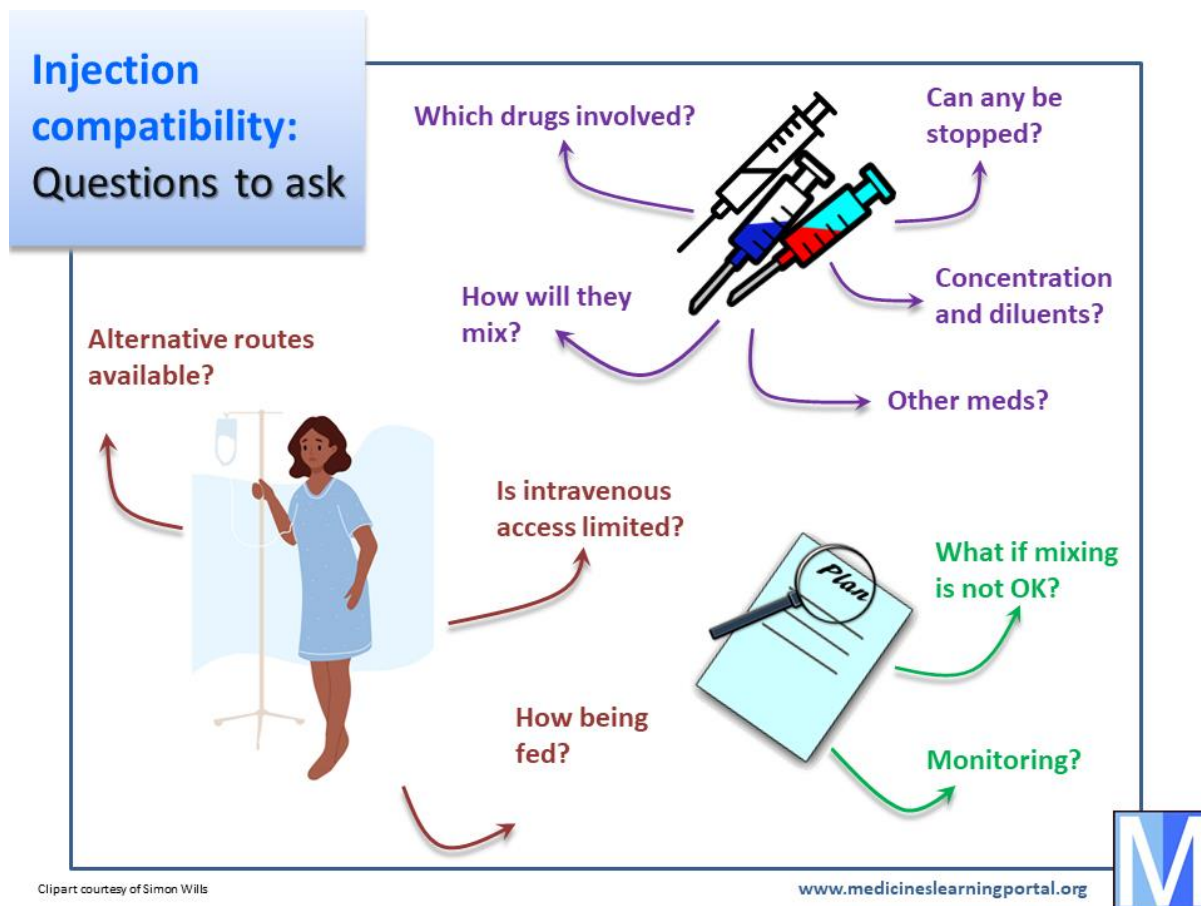 Injection
compatibility:
Questions to ask
Which drugs involved?
Can any be
stopped?
How will they
mix?
Concentration
and diluents?
Other meds?
Alternative routes
available?
Is intravenous
access limited?
How being
fed?
Plan
What if mixing
is not OK?
Monitoring?
Clipart courtesy of Simon Wills
www.medicineslearningportal.org
M